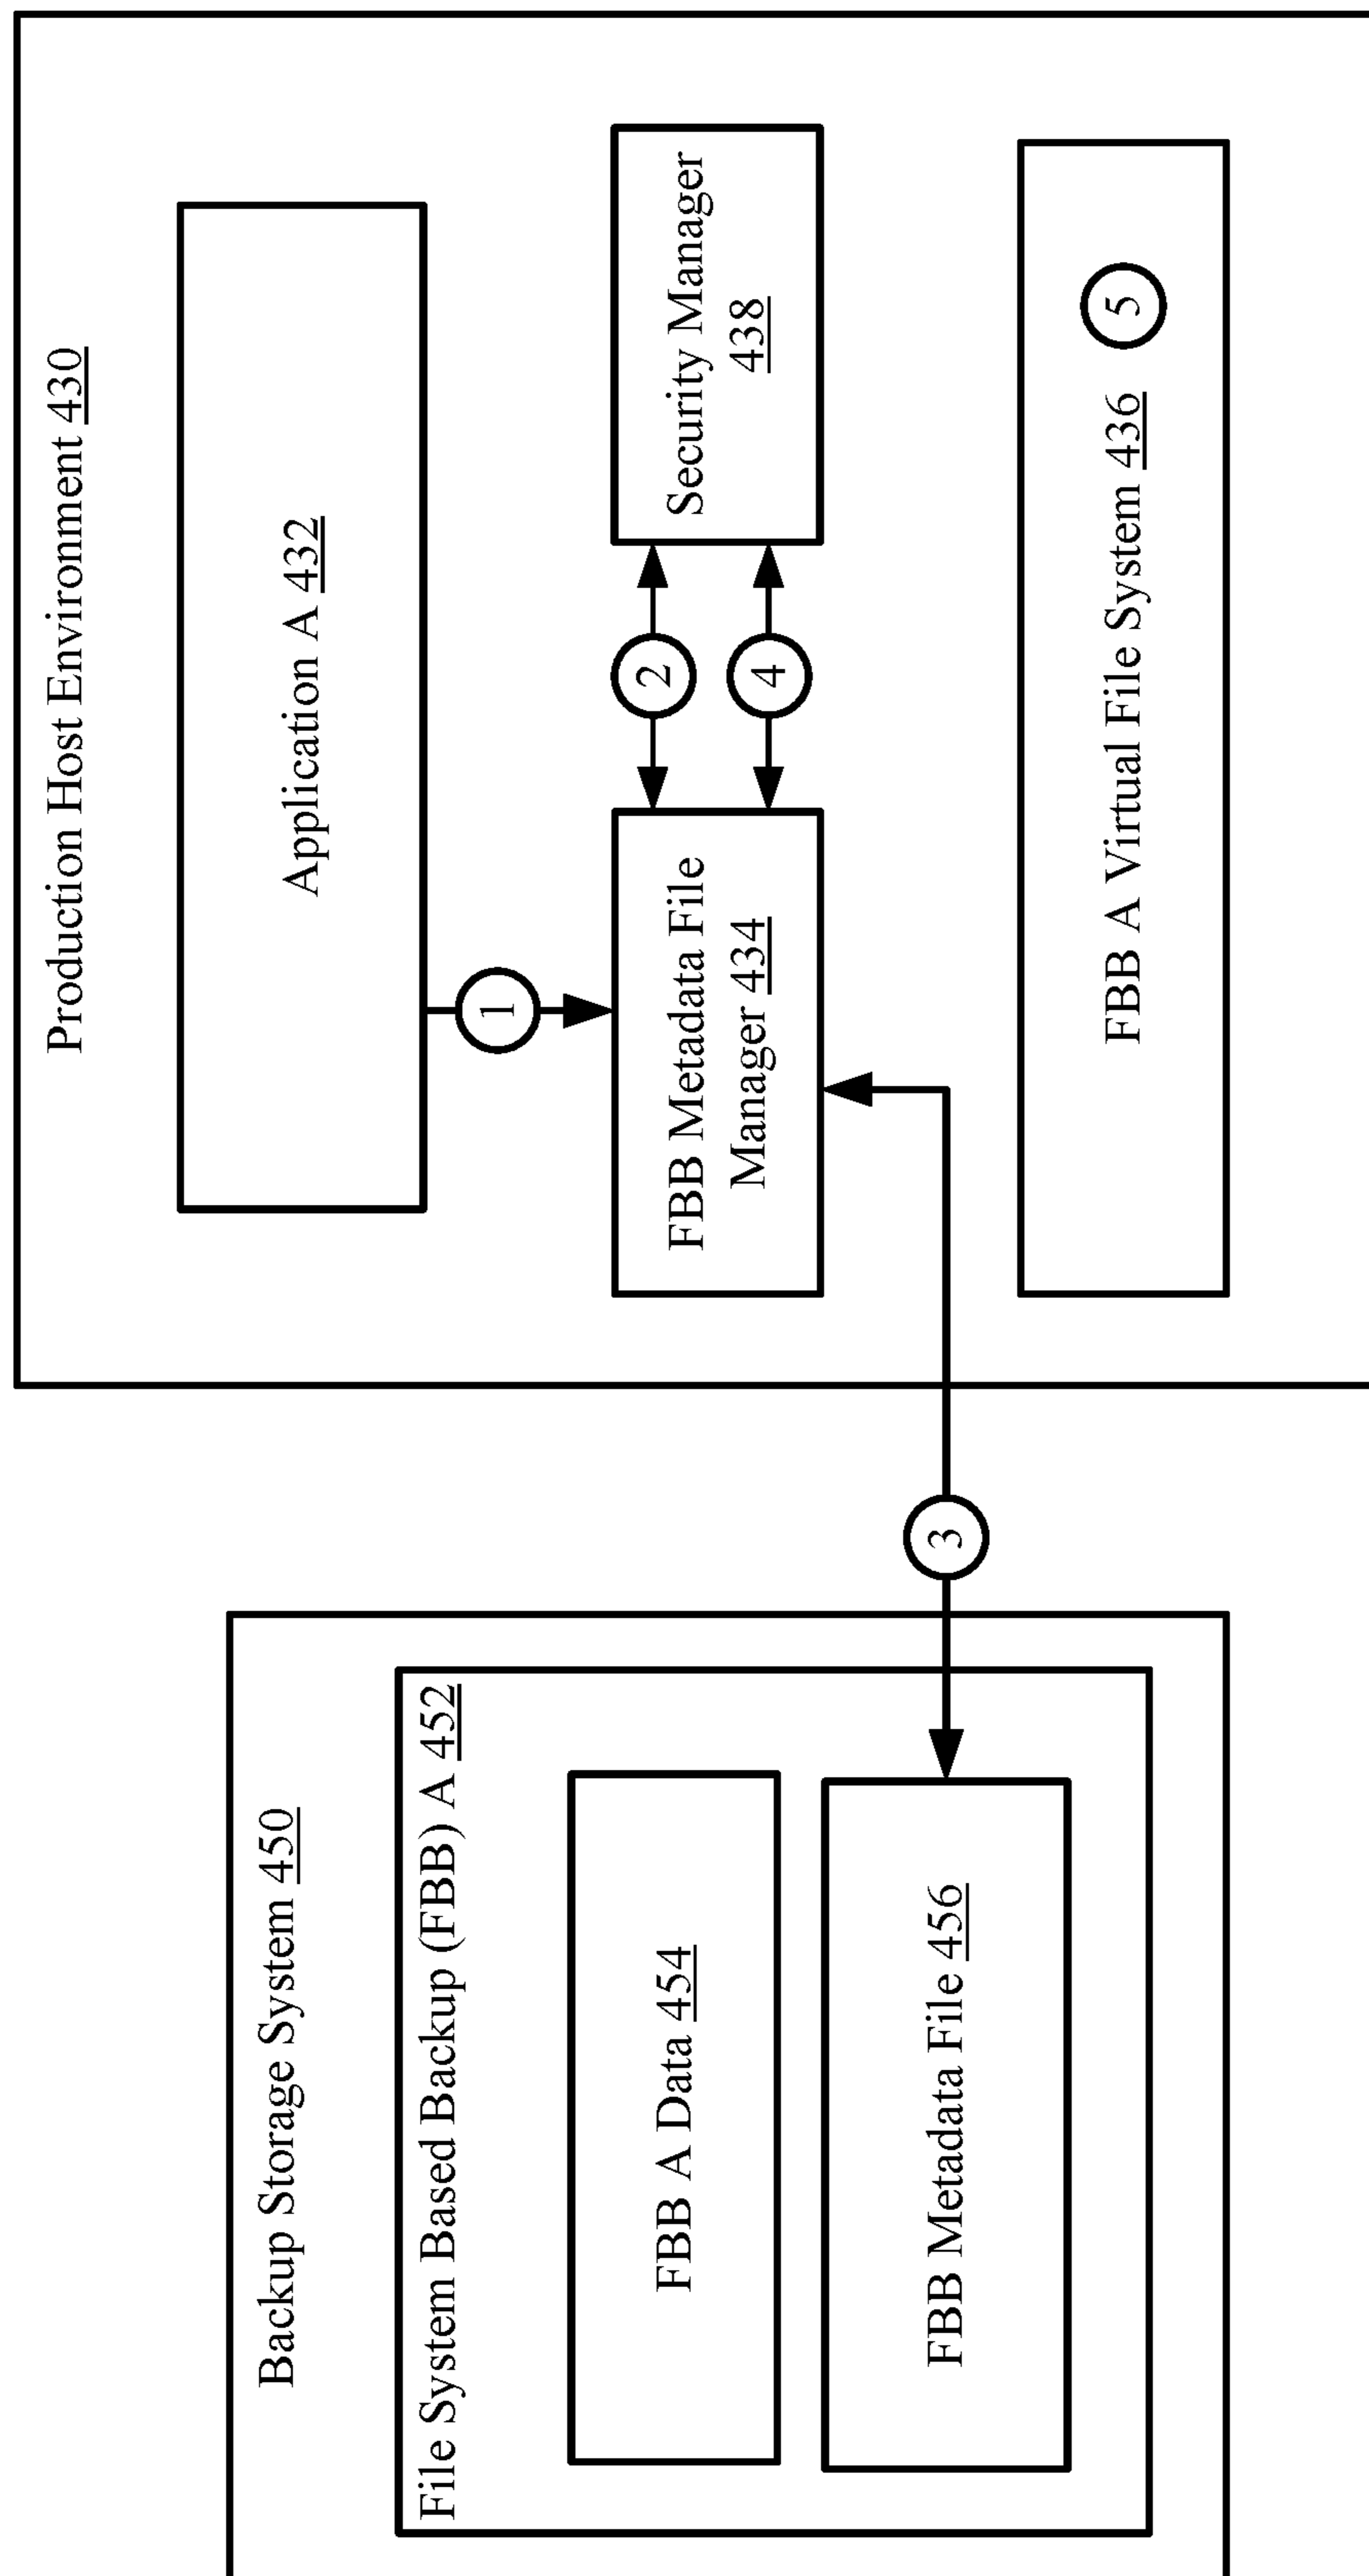 Backup Storage System 450
File System Based Backup (FBB) A 452
FBB A Data 454
FBB Metadata File 456
3
Production Host Environment 430
Application A 432
1
FBB Metadata File
Manager 434
2
4
Security Manager
438
FBB A Virtual File System 436
5